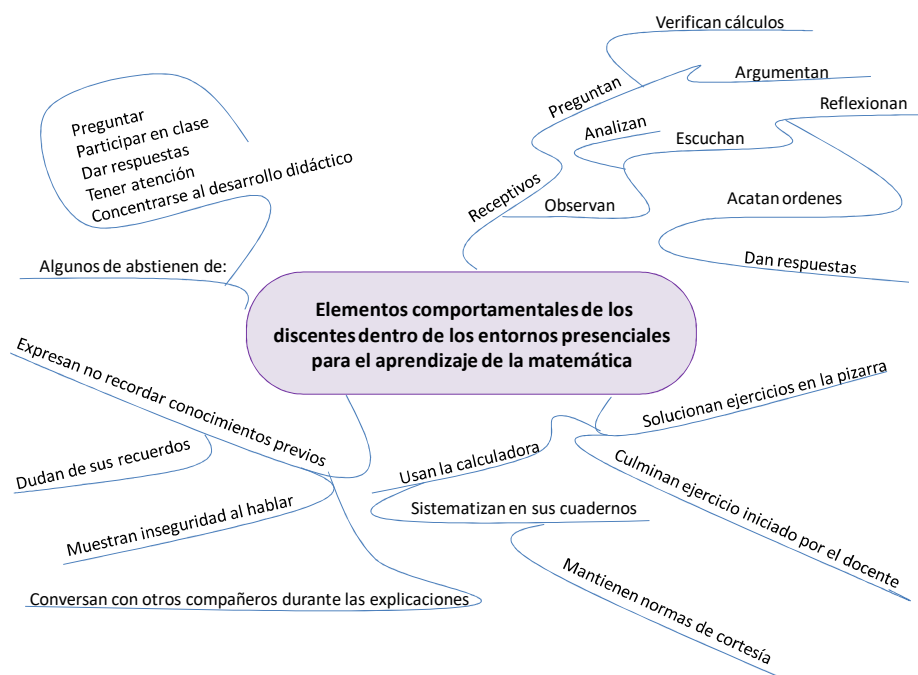 Verifican cálculos
Preguntan
Argumentan
Analizan
Escuchan
Reflexionan
Receptivos
Observan
Acatan ordenes
Dan respuestas
Preguntar
Participar en clase
Dar respuestas
Tener atención
Concentrarse al desarrollo didáctico
Algunos de abstienen de:
Elementos comportamentales de los
discentes dentro de los entornos presenciales
para el aprendizaje de la matemática
Expresan no recordar conocimientos previos
Dudan de sus recuerdos
Muestran inseguridad al hablar
Conversan con otros compañeros durante las explicaciones
Solucionan ejercicios en la pizarra
Usan la calculadora
Culminan ejercicio iniciado por el docente
Sistematizan en sus cuadernos
Mantienen normas de cortesía